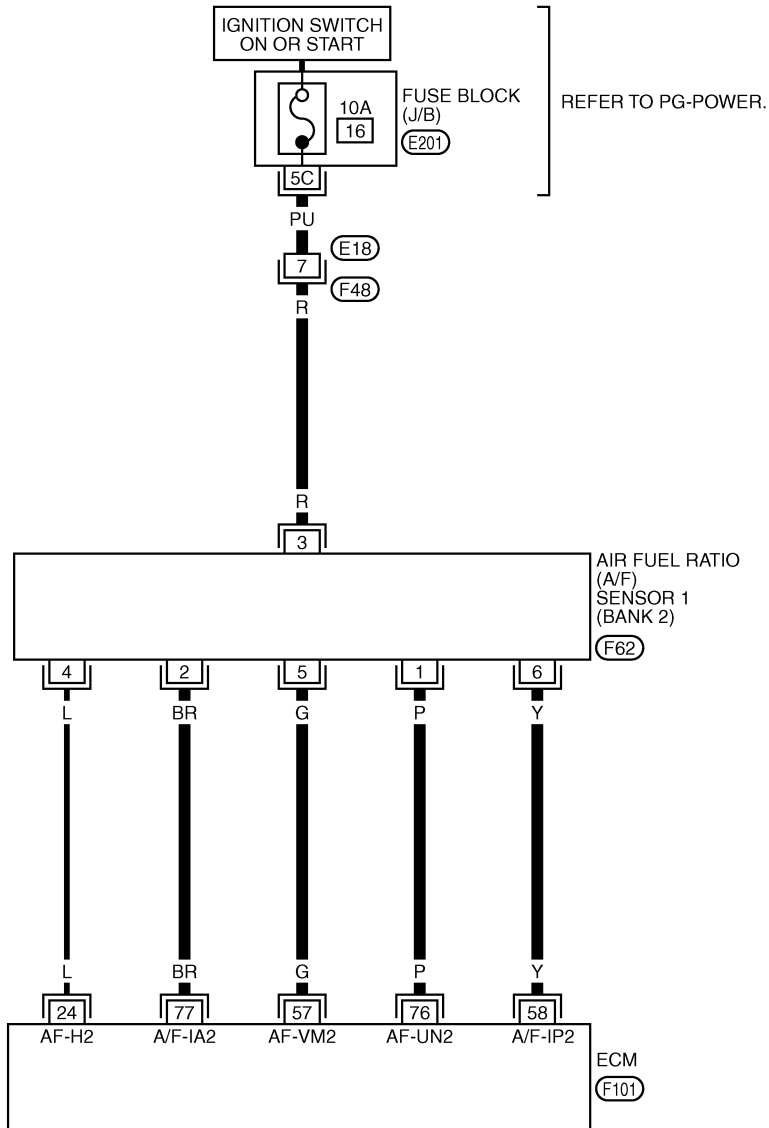 IGNITION SWITCH
ON OR START
FUSE BLOCK
(J/B)
10A
16
E201
REFER TO PG-POWER.
5C
PU
E18
7
F48
R
R
3
AIR FUEL RATIO
(A/F)
SENSOR 1
(BANK 2)
F62
4 2 5 1 6
L BR G P Y
L BR G P Y
24 77 57 76 58
AF-H2 A/F-IA2 AF-VM2 AF-UN2 A/F-IP2
ECM
F101